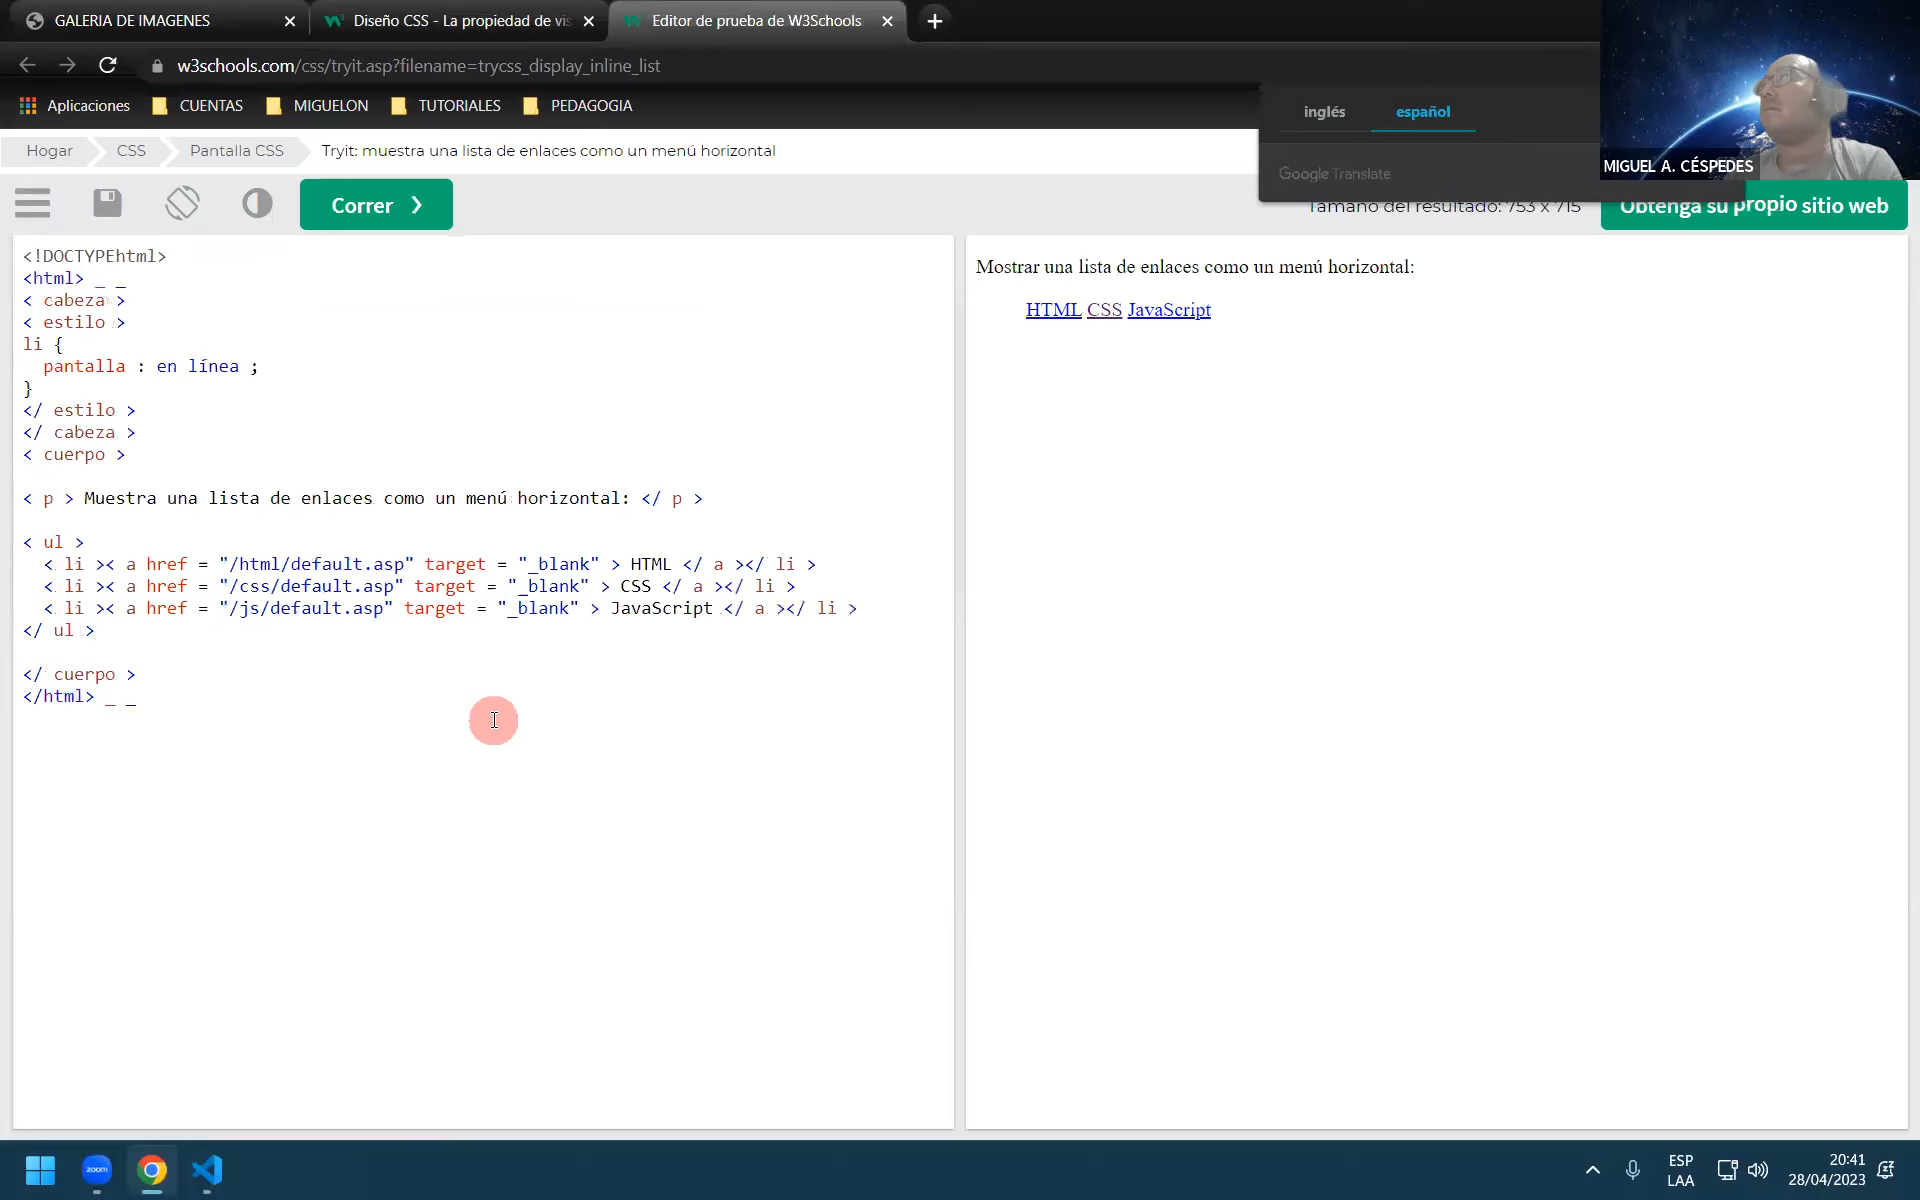 GALERIA DE IMAGENES
Diseño CSS - La propiedad de vis
Editor de prueba de W3Schools
w3schools.com/css/tryit.asp?filename=trycss_display_inline_list
Aplicaciones CUENTAS MIGUELON TUTORIALES PEDAGOGIA
inglés español
Google Translate
MIGUEL A. CÉSPEDES
Hogar CSS Pantalla CSS Tryit: muestra una lista de enlaces como un menú horizontal
Correr ❯
Tamaño del resultado: 753 x 715
Obtenga su propio sitio web
<!DOCTYPEhtml>
<html> _ _
< cabeza >
< estilo >
li {
pantalla : en línea ;
}
</ estilo >
</ cabeza >
< cuerpo >
< p > Muestra una lista de enlaces como un menú horizontal: </ p >
< ul >
< li >< a href = "/html/default.asp" target = "_blank" > HTML </ a ></ li >
< li >< a href = "/css/default.asp" target = "_blank" > CSS </ a ></ li >
< li >< a href = "/js/default.asp" target = "_blank" > JavaScript </ a ></ li >
</ ul >
</ cuerpo >
</html> _ _
Mostrar una lista de enlaces como un menú horizontal:
HTML CSS JavaScript
zoom
ESP
LAA
20:41
28/04/2023